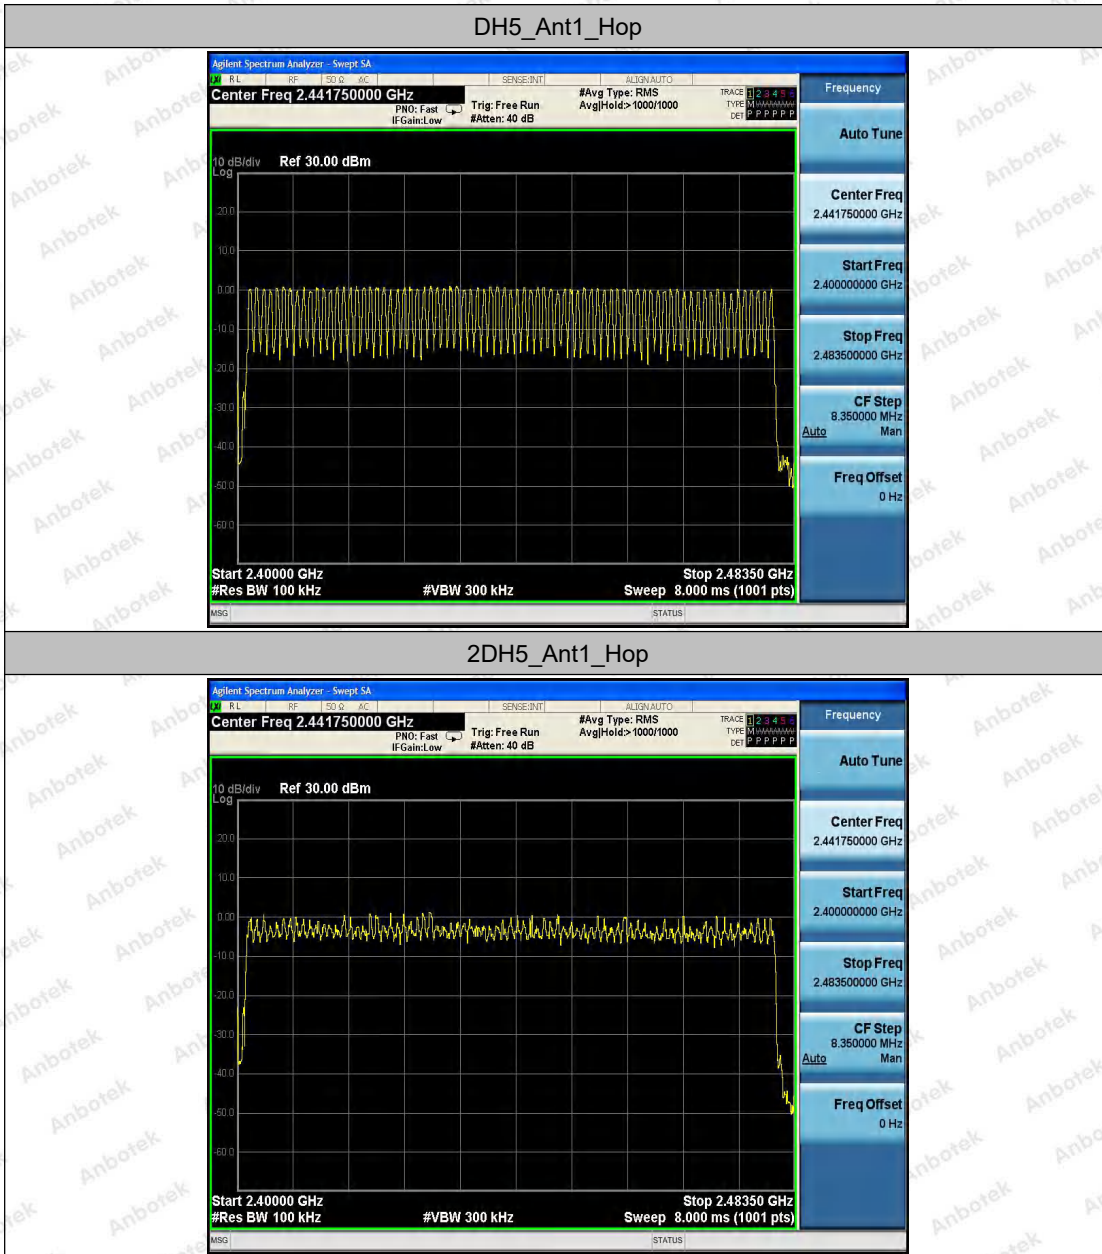 DH5_Ant1_Hop
Agilent Spectrum Analyzer - Swept SA
LXI RL RF 50 Ω AC SENSE:INT ALIGNAUTO
Center Freq 2.441750000 GHz
PNO: Fast
IFGain:Low
Trig: Free Run
#Atten: 40 dB
#Avg Type: RMS
Avg|Hold:>1000/1000
TRACE 1 2 3 4 5 6
TYPE M
DET P P P P P P
10 dB/div
Log
Ref 30.00 dBm
20.0
10.0
0.00
-10.0
-20.0
-30.0
-40.0
-50.0
-60.0
Start 2.40000 GHz
Stop 2.48350 GHz
#Res BW 100 kHz
#VBW 300 kHz
Sweep 8.000 ms (1001 pts)
MSG
STATUS
Frequency
Auto Tune
Center Freq
2.441750000 GHz
Start Freq
2.400000000 GHz
Stop Freq
2.483500000 GHz
CF Step
8.350000 MHz
Auto Man
Freq Offset
0 Hz
2DH5_Ant1_Hop
Agilent Spectrum Analyzer - Swept SA
LXI RL RF 50 Ω AC SENSE:INT ALIGNAUTO
Center Freq 2.441750000 GHz
PNO: Fast
IFGain:Low
Trig: Free Run
#Atten: 40 dB
#Avg Type: RMS
Avg|Hold:>1000/1000
TRACE 1 2 3 4 5 6
TYPE M
DET P P P P P P
10 dB/div
Log
Ref 30.00 dBm
20.0
10.0
0.00
-10.0
-20.0
-30.0
-40.0
-50.0
-60.0
Start 2.40000 GHz
Stop 2.48350 GHz
#Res BW 100 kHz
#VBW 300 kHz
Sweep 8.000 ms (1001 pts)
MSG
STATUS
Frequency
Auto Tune
Center Freq
2.441750000 GHz
Start Freq
2.400000000 GHz
Stop Freq
2.483500000 GHz
CF Step
8.350000 MHz
Auto Man
Freq Offset
0 Hz
Anbotek